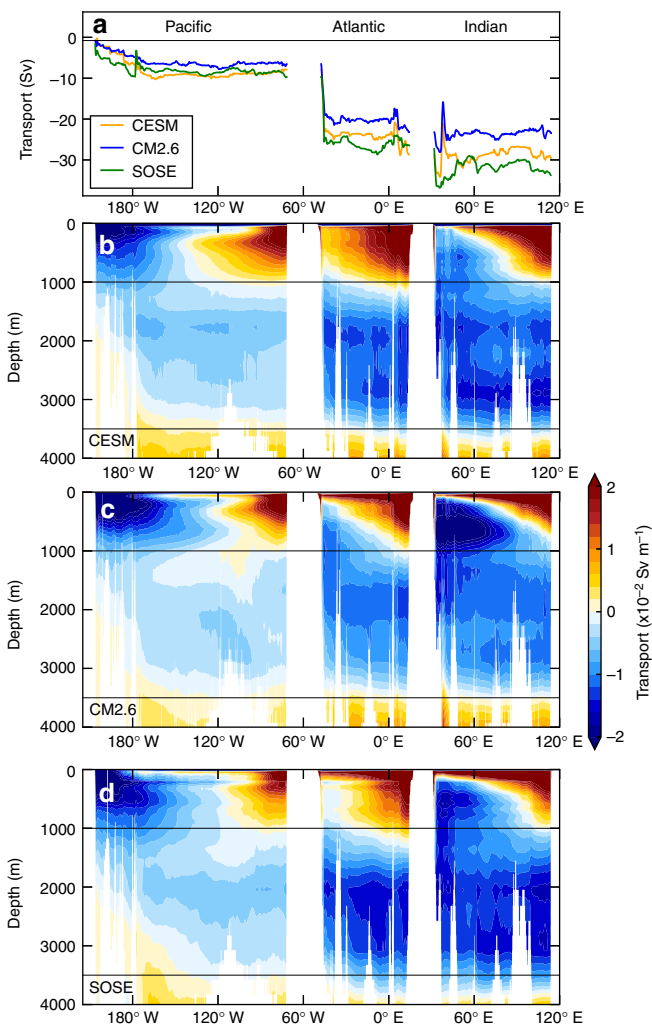 a
Pacific Atlantic Indian
Transport (Sv)
0
−10
−20
−30
CESM
CM2.6
SOSE
180° W 120° W 60° W 0° E 60° E 120° E
b
Depth (m)
0
1000
2000
3000
4000
CESM
180° W 120° W 60° W 0° E 60° E 120° E
c
Depth (m)
0
1000
2000
3000
4000
CM2.6
180° W 120° W 60° W 0° E 60° E 120° E
2
1
0
−1
−2
Transport (×10⁻² Sv m⁻¹)
d
Depth (m)
0
1000
2000
3000
4000
SOSE
180° W 120° W 60° W 0° E 60° E 120° E